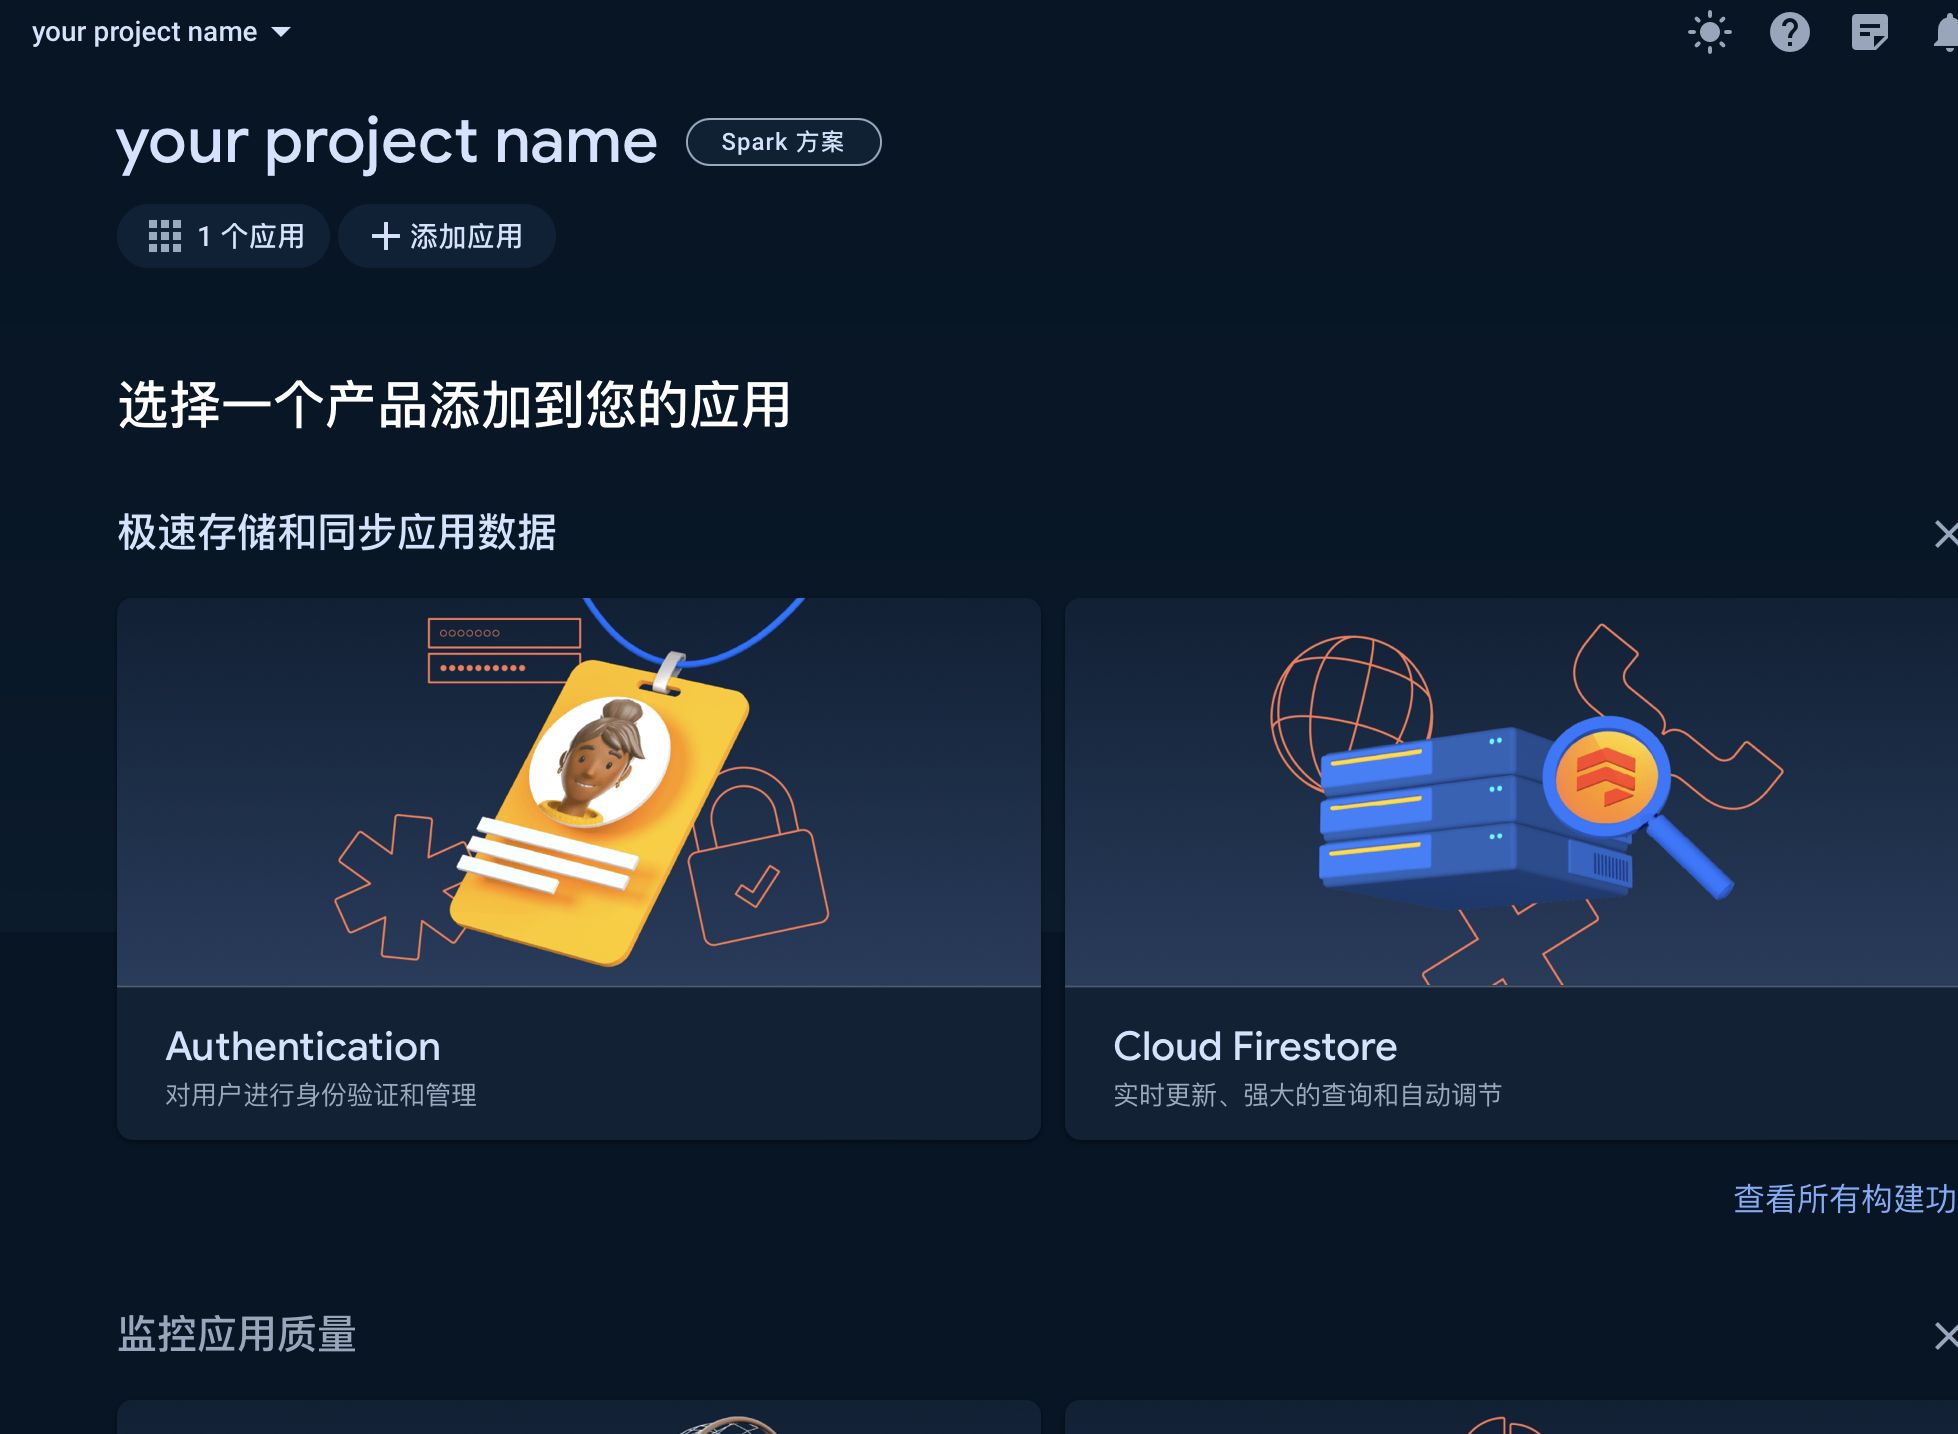 your project name
your project name
Spark 方案
1 个应用
添加应用
选择一个产品添加到您的应用
极速存储和同步应用数据
Authentication
对用户进行身份验证和管理
Cloud Firestore
实时更新、强大的查询和自动调节
查看所有构建功
监控应用质量